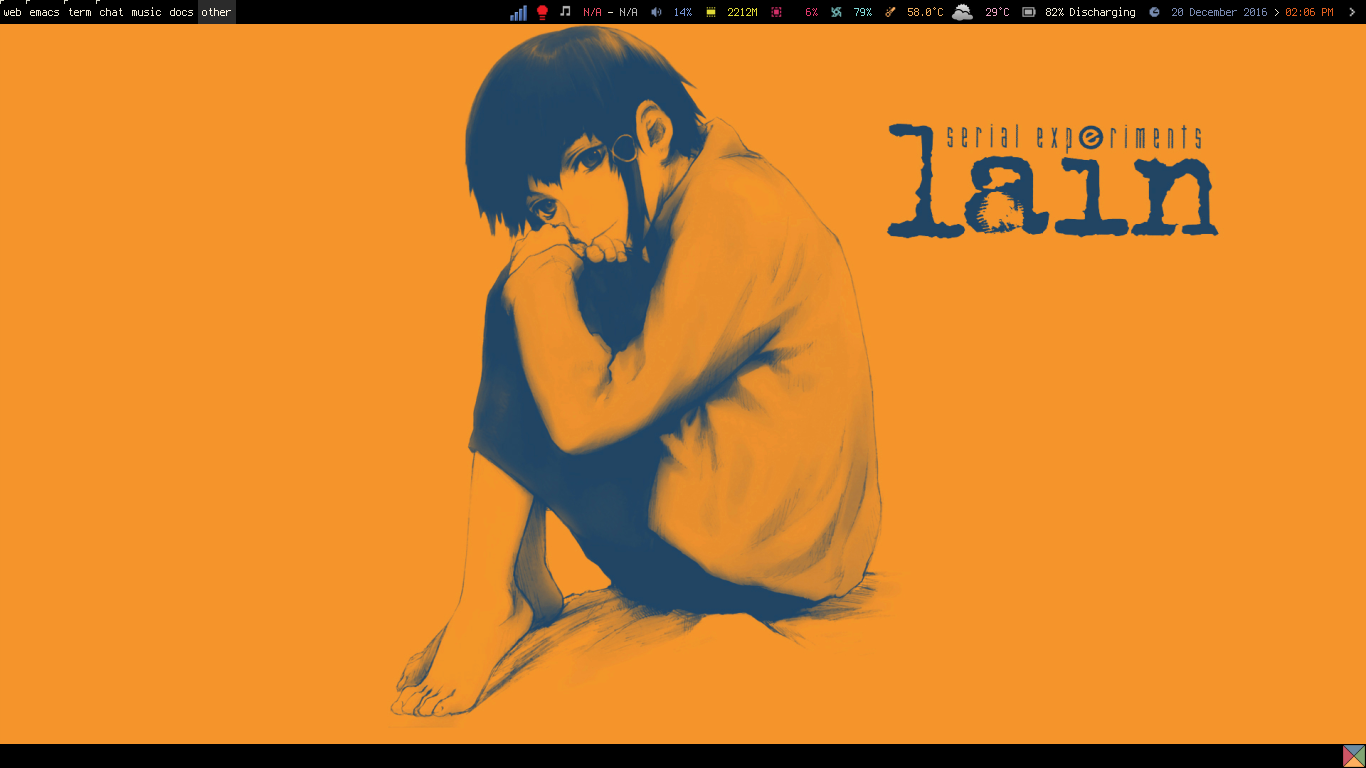 web emacs term chat music docs other N/A - N/A 14% 2212M 6% 79% 58.0°C 29°C 82% Discharging 20 December 2016 > 02:06 PM >
serial experiments
lain